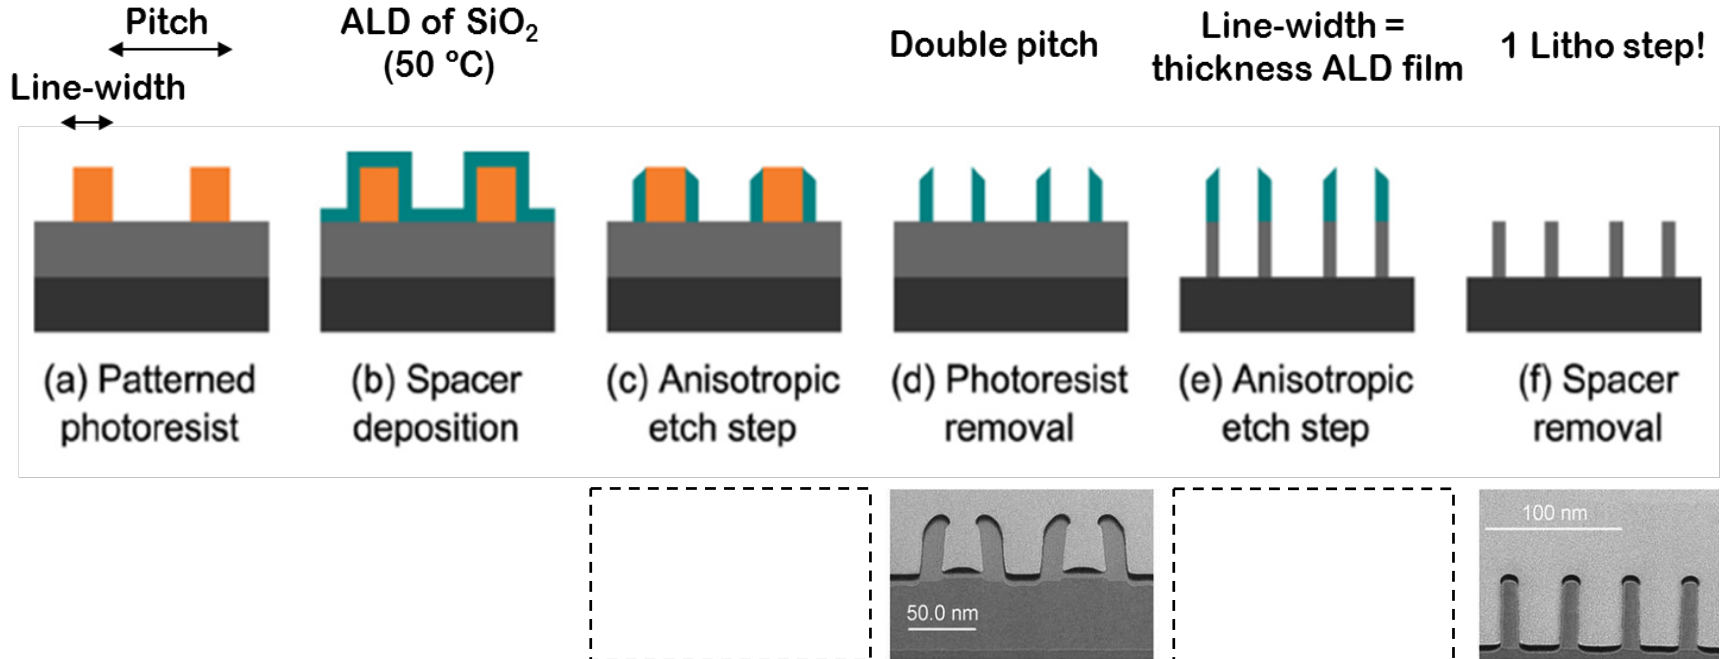 Pitch
Line-width
ALD of SiO₂
(50 °C)
Double pitch
Line-width =
thickness ALD film
1 Litho step!
(a) Patterned
photoresist
(b) Spacer
deposition
(c) Anisotropic
etch step
(d) Photoresist
removal
(e) Anisotropic
etch step
(f) Spacer
removal
50.0 nm
100 nm